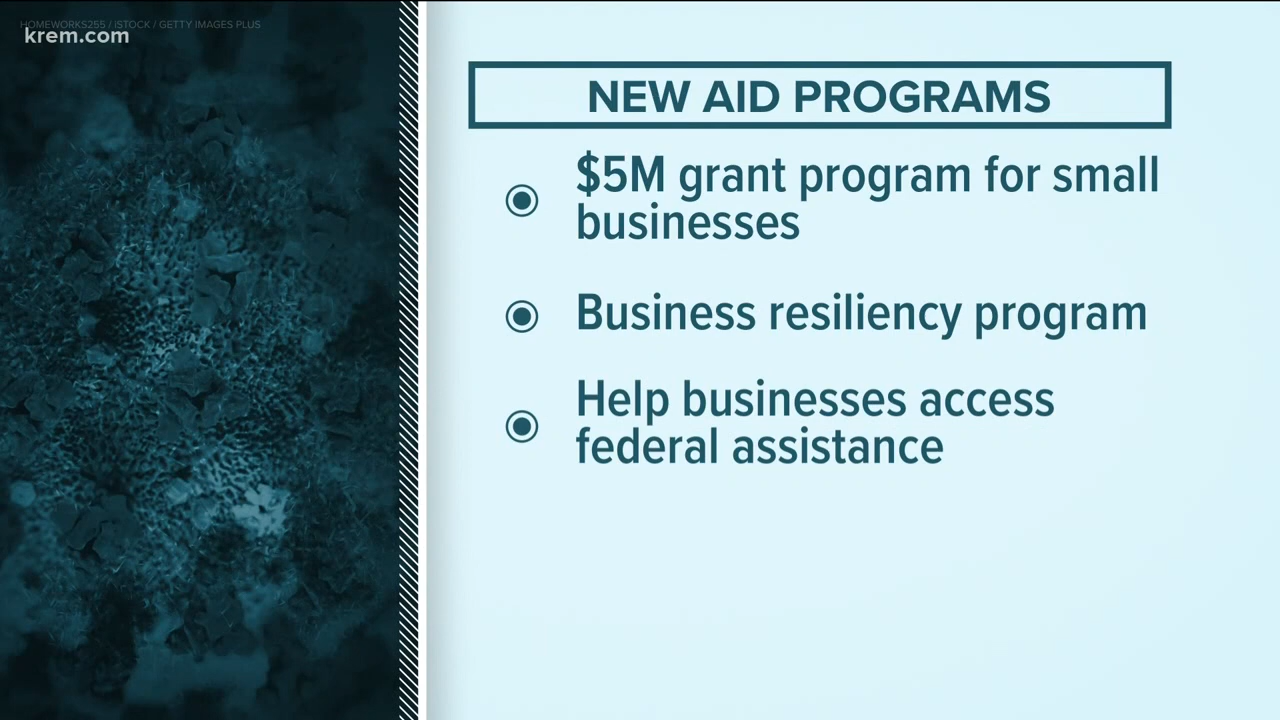 HOMEWORKS255 / iSTOCK / GETTY IMAGES PLUS
krem.com
NEW AID PROGRAMS
$5M grant program for small
businesses
Business resiliency program
Help businesses access
federal assistance